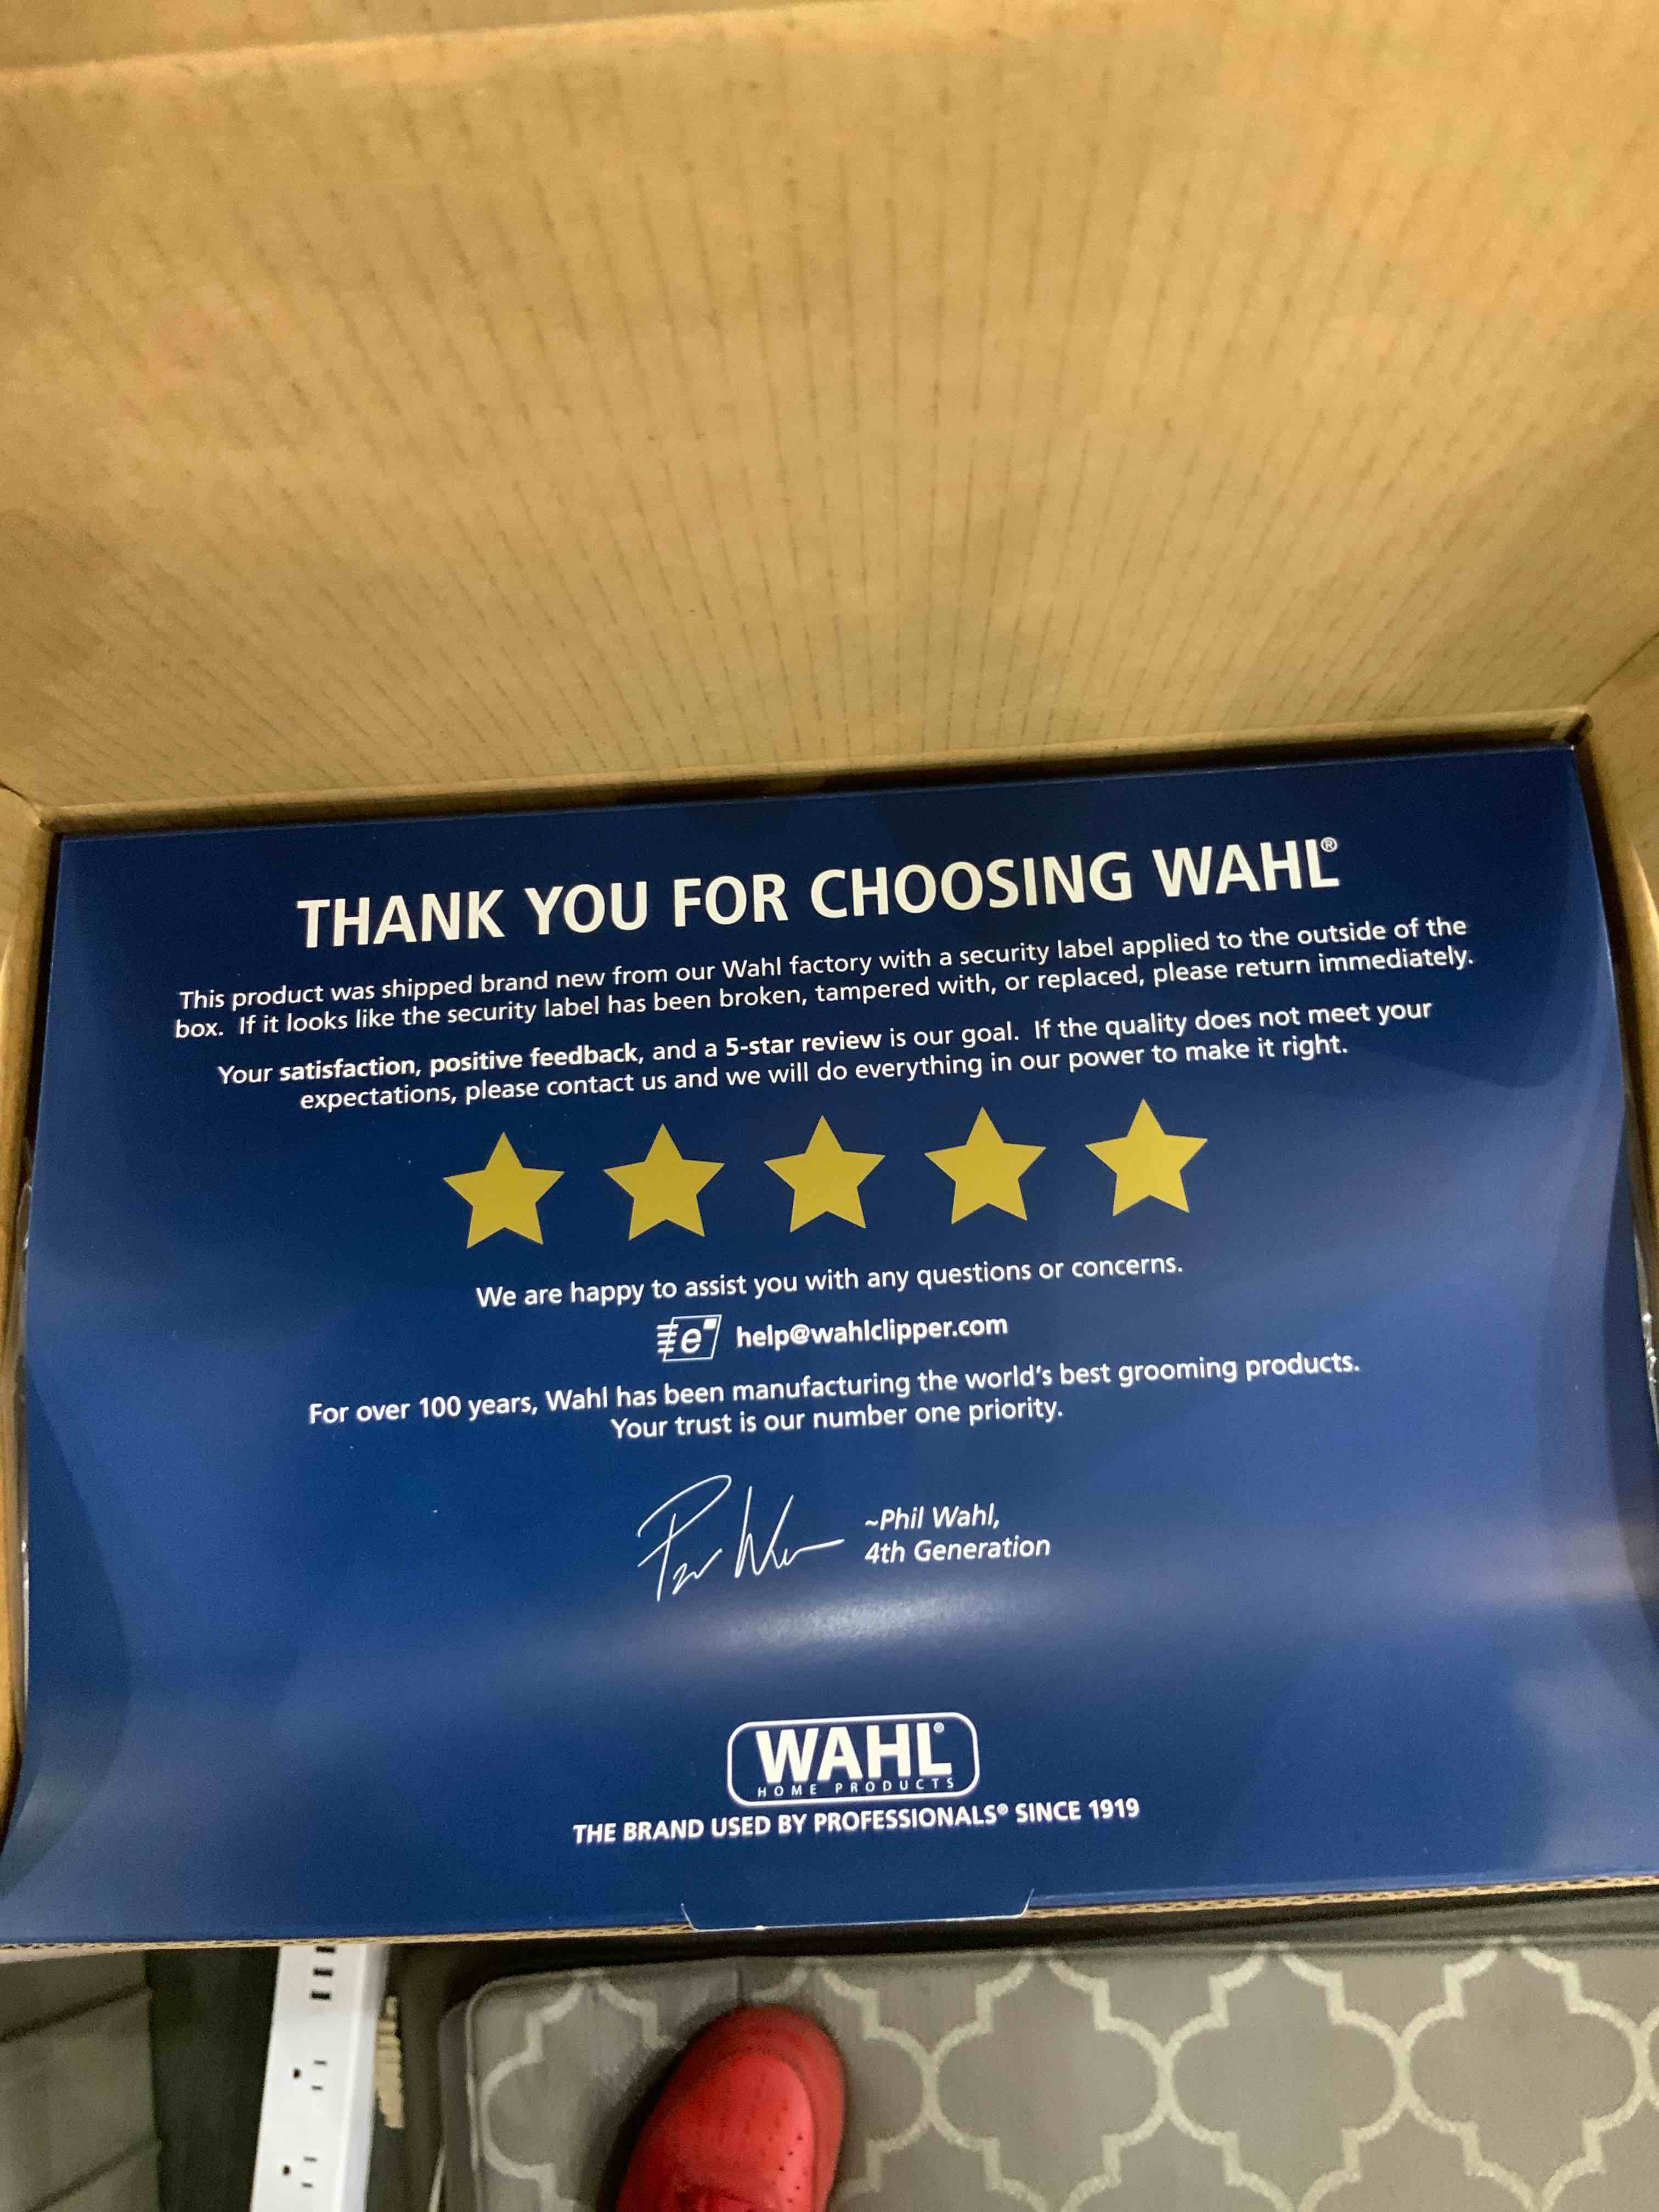 THANK YOU FOR CHOOSING WAHL®
This product was shipped brand new from our Wahl factory with a security label applied to the outside of the
box. If it looks like the security label has been broken, tampered with, or replaced, please return immediately.
Your satisfaction, positive feedback, and a 5-star review is our goal. If the quality does not meet your
expectations, please contact us and we will do everything in our power to make it right.
We are happy to assist you with any questions or concerns.
e help@wahlclipper.com
For over 100 years, Wahl has been manufacturing the world's best grooming products.
Your trust is our number one priority.
~Phil Wahl,
4th Generation
WAHL®
HOME PRODUCTS
THE BRAND USED BY PROFESSIONALS® SINCE 1919